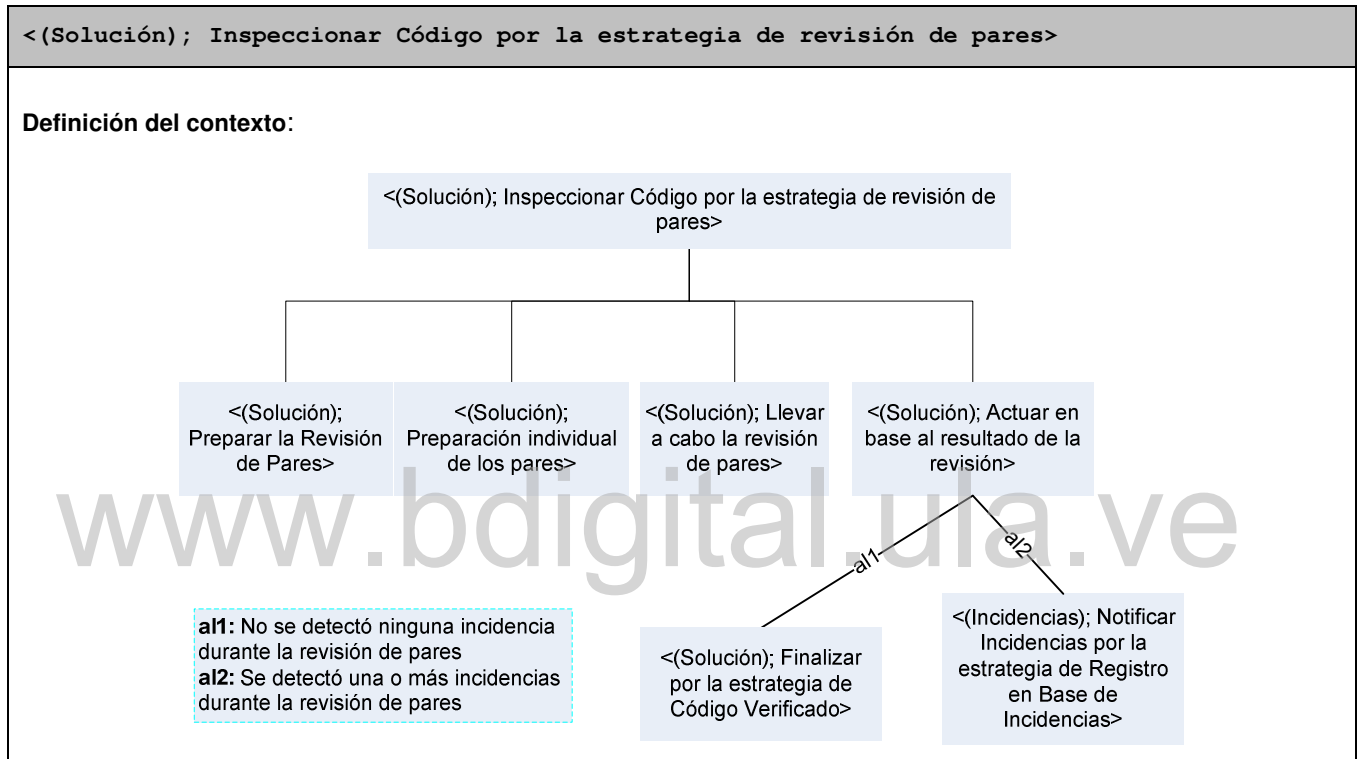 <(Solución); Inspeccionar Código por la estrategia de revisión de pares>
Definición del contexto:
<(Solución); Inspeccionar Código por la estrategia de revisión de
pares>
<(Solución);
Preparar la Revisión
de Pares>
<(Solución);
Preparación individual
de los pares>
<(Solución); Llevar
a cabo la revisión
de pares>
<(Solución); Actuar en
base al resultado de la
revisión>
www.bdigital.ula.ve
al1
al2
al1: No se detectó ninguna incidencia
durante la revisión de pares
al2: Se detectó una o más incidencias
durante la revisión de pares
<(Solución); Finalizar
por la estrategia de
Código Verificado>
<(Incidencias); Notificar
Incidencias por la
estrategia de Registro
en Base de
Incidencias>